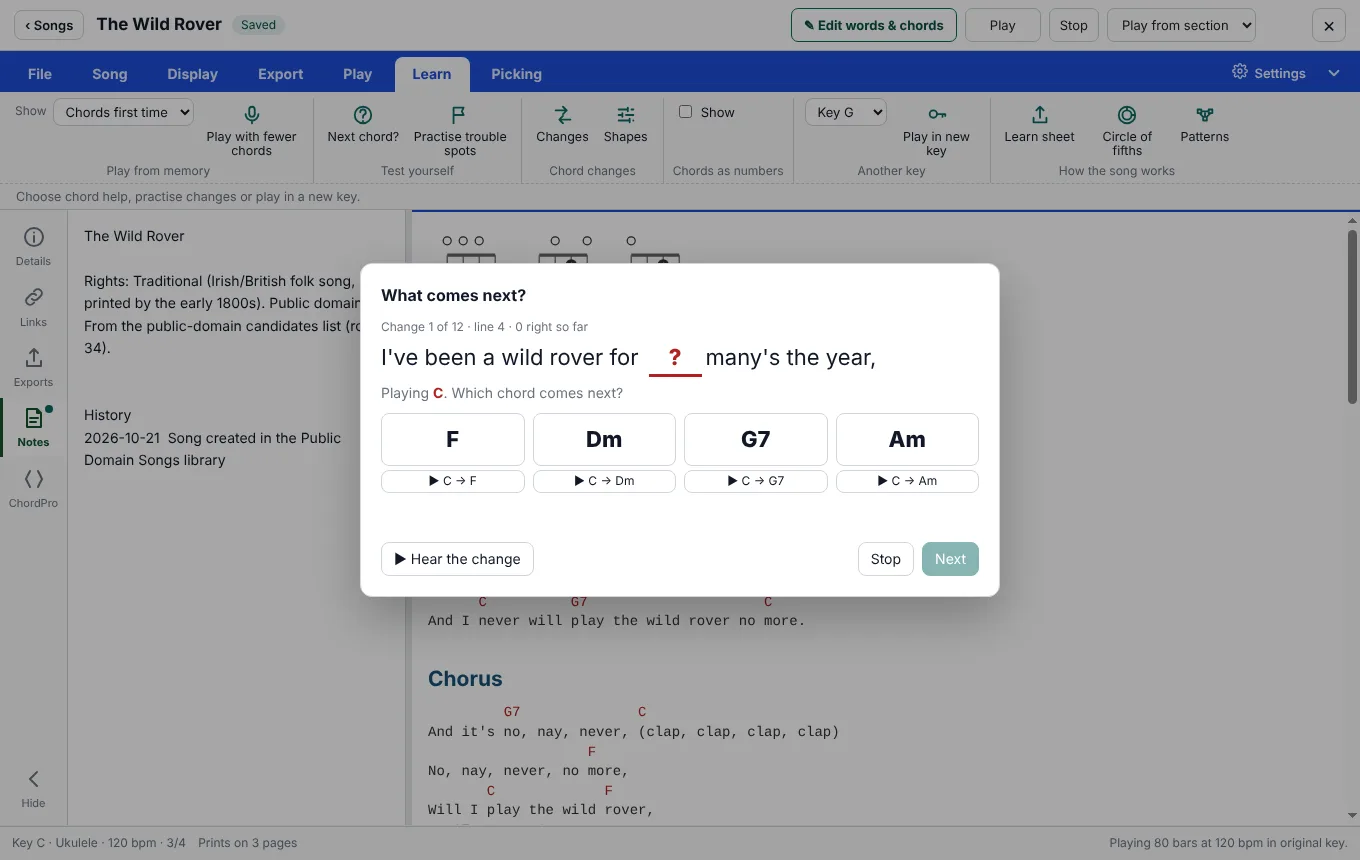 ‹ Songs The Wild Rover Saved ✎ Edit words & chords Play Stop Play from section ✕
File Song Display Export Play Learn Picking Settings
Show Chords first time
Play with fewer chords
Play from memory
Next chord? Practise trouble spots
Test yourself
Changes Shapes
Chord changes
Show
Chords as numbers
Key G Play in new key
Another key
Learn sheet Circle of fifths Patterns
How the song works
Choose chord help, practise changes or play in a new key.
Details
Links
Exports
Notes
ChordPro
Hide
The Wild Rover
Rights: Traditional (Irish/British folk song,
printed by the early 1800s). Public domain
From the public-domain candidates list
34).
History
2026-10-21 Song created in the Public
Domain Songs library
What comes next?
Change 1 of 12 · line 4 · 0 right so far
I've been a wild rover for ? many's the year,
Playing C. Which chord comes next?
F Dm G7 Am
▶ C → F ▶ C → Dm ▶ C → G7 ▶ C → Am
▶ Hear the change Stop Next
C G7 C
And I never will play the wild rover no more.
Chorus
G7 C
And it's no, nay, never, (clap, clap, clap, clap)
F
No, nay, never, no more,
C F
Will I play the wild rover,
Key C · Ukulele · 120 bpm · 3/4 Prints on 3 pages
Playing 80 bars at 120 bpm in original key.